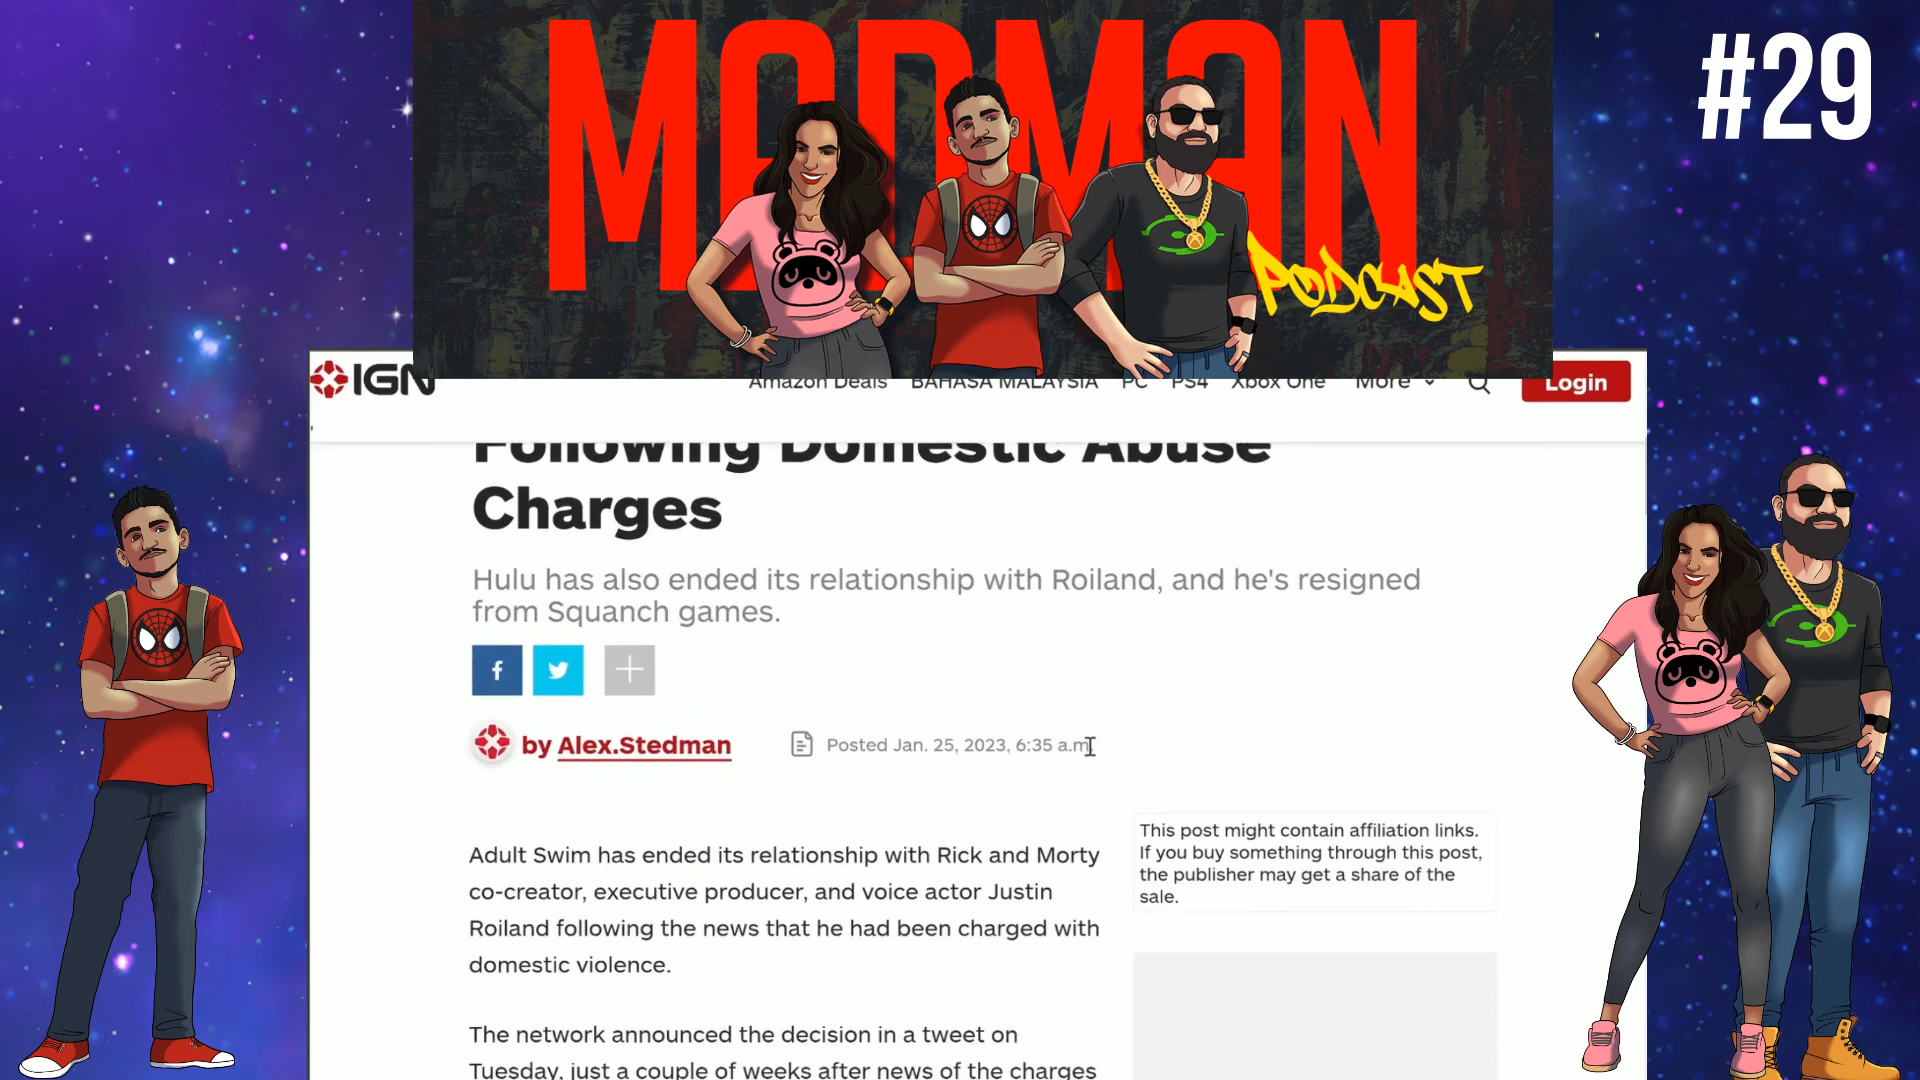 MADMAN
#29
PODCAST
IGN
Amazon Deals BAHASA MALAYSIA PC PS4 Xbox One More
Login
Following Domestic Abuse
Charges
Hulu has also ended its relationship with Roiland, and he's resigned
from Squanch games.
by Alex.Stedman
Posted Jan. 25, 2023, 6:35 a.m.
This post might contain affiliation links.
If you buy something through this post,
the publisher may get a share of the
sale.
Adult Swim has ended its relationship with Rick and Morty
co-creator, executive producer, and voice actor Justin
Roiland following the news that he had been charged with
domestic violence.
The network announced the decision in a tweet on
Tuesday, just a couple of weeks after news of the charges